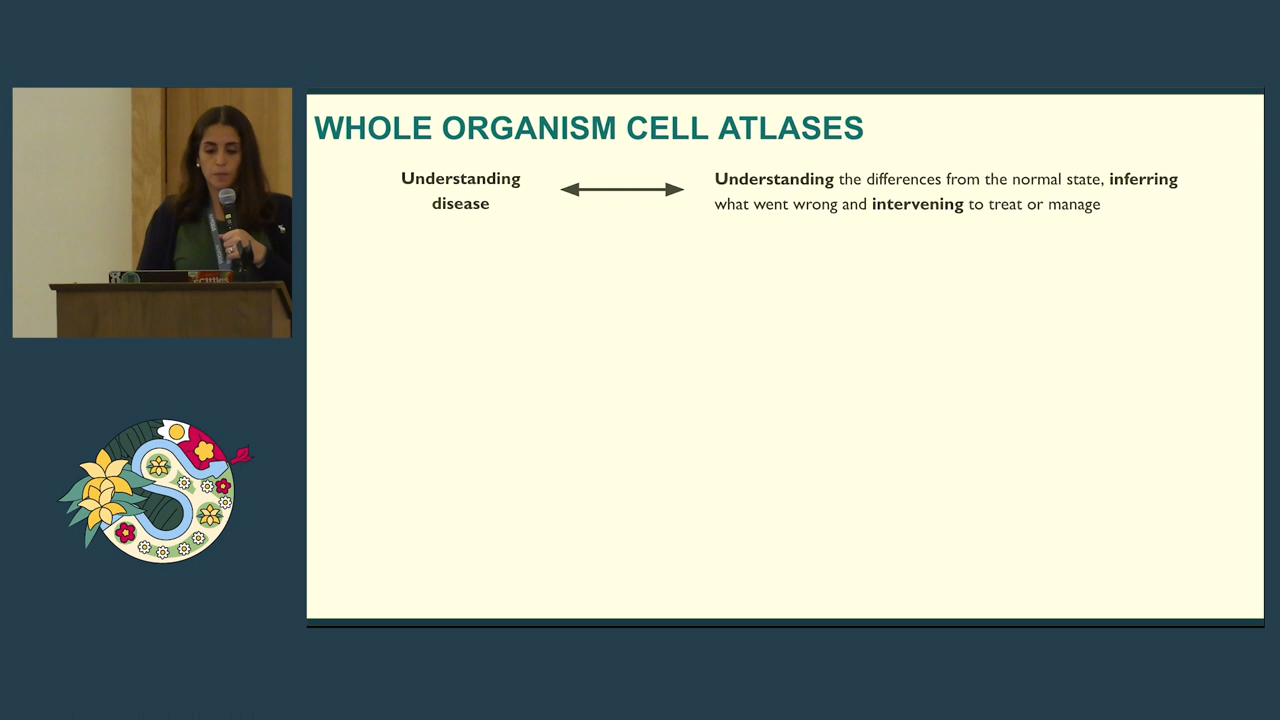 WHOLE ORGANISM CELL ATLASES
Understanding
disease
Understanding the differences from the normal state, inferring
what went wrong and intervening to treat or manage